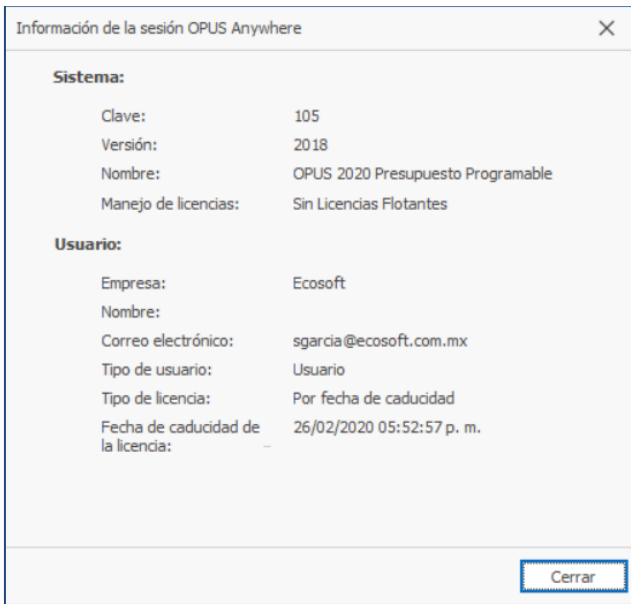 Información de la sesión OPUS Anywhere
Sistema:
Clave: 105
Versión: 2018
Nombre: OPUS 2020 Presupuesto Programable
Manejo de licencias: Sin Licencias Flotantes
Usuario:
Empresa: Ecosoft
Nombre:
Correo electrónico: sgarcia@ecosoft.com.mx
Tipo de usuario: Usuario
Tipo de licencia: Por fecha de caducidad
Fecha de caducidad de 26/02/2020 05:52:57 p. m.
la licencia:
Cerrar